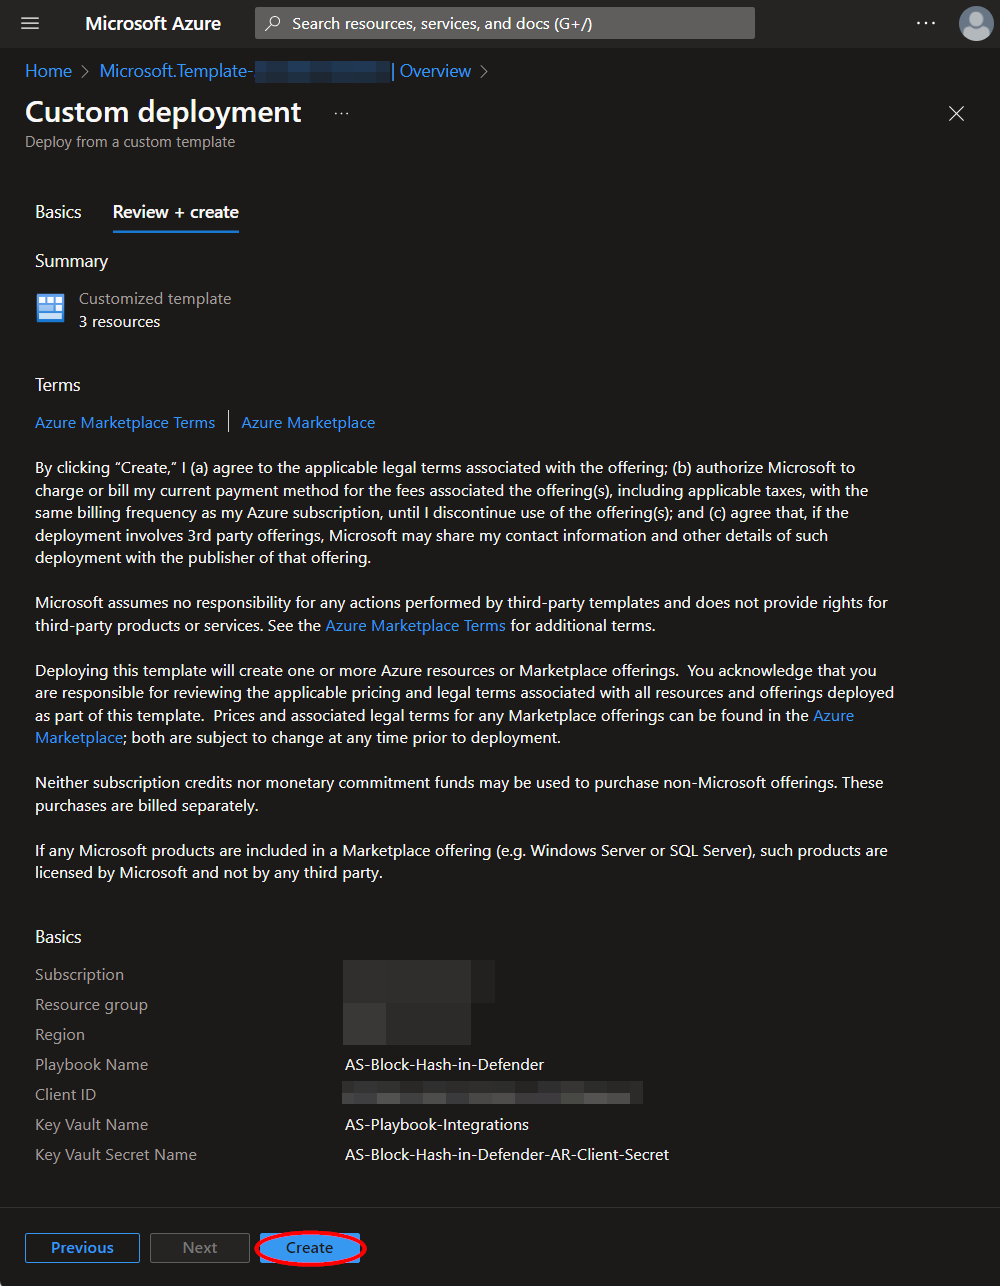 Microsoft Azure
Search resources, services, and docs (G+/)
Home > Microsoft.Template- | Overview >
Custom deployment ...
Deploy from a custom template
Basics Review + create
Summary
Customized template
3 resources
Terms
Azure Marketplace Terms | Azure Marketplace
By clicking “Create,” I (a) agree to the applicable legal terms associated with the offering; (b) authorize Microsoft to
charge or bill my current payment method for the fees associated the offering(s), including applicable taxes, with the
same billing frequency as my Azure subscription, until I discontinue use of the offering(s); and (c) agree that, if the
deployment involves 3rd party offerings, Microsoft may share my contact information and other details of such
deployment with the publisher of that offering.
Microsoft assumes no responsibility for any actions performed by third-party templates and does not provide rights for
third-party products or services. See the Azure Marketplace Terms for additional terms.
Deploying this template will create one or more Azure resources or Marketplace offerings. You acknowledge that you
are responsible for reviewing the applicable pricing and legal terms associated with all resources and offerings deployed
as part of this template. Prices and associated legal terms for any Marketplace offerings can be found in the Azure
Marketplace; both are subject to change at any time prior to deployment.
Neither subscription credits nor monetary commitment funds may be used to purchase non-Microsoft offerings. These
purchases are billed separately.
If any Microsoft products are included in a Marketplace offering (e.g. Windows Server or SQL Server), such products are
licensed by Microsoft and not by any third party.
Basics
Subscription
Resource group
Region
Playbook Name AS-Block-Hash-in-Defender
Client ID
Key Vault Name AS-Playbook-Integrations
Key Vault Secret Name AS-Block-Hash-in-Defender-AR-Client-Secret
Previous Next Create